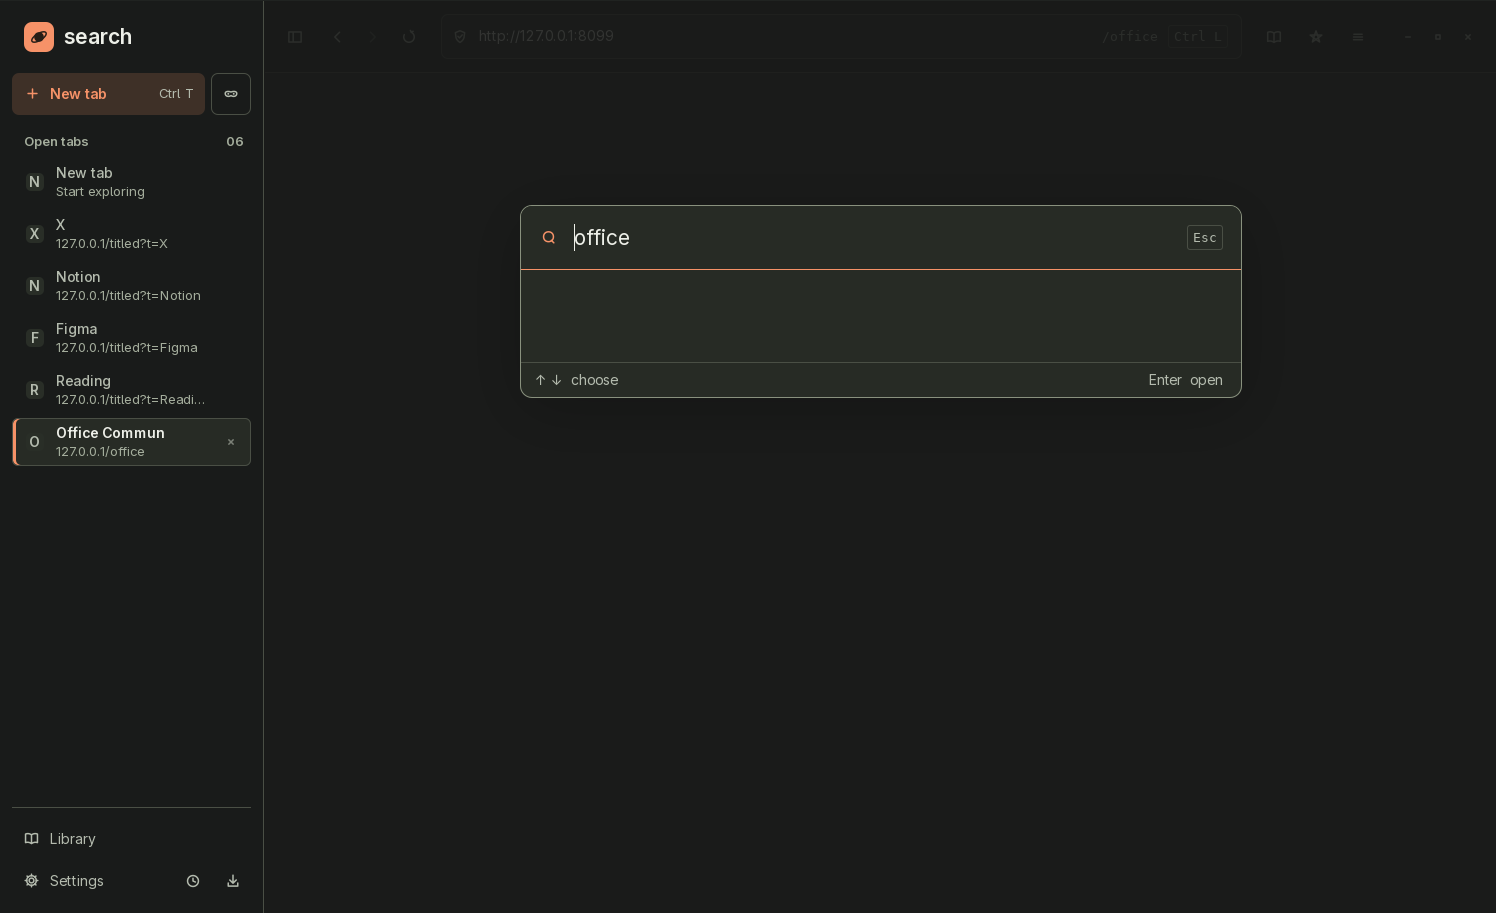 search
New tab Ctrl T
Open tabs 06
N New tab
Start exploring
X X
127.0.0.1/titled?t=X
N Notion
127.0.0.1/titled?t=Notion
F Figma
127.0.0.1/titled?t=Figma
R Reading
127.0.0.1/titled?t=Readi…
O Office Commun ×
127.0.0.1/office
Library
Settings
http://127.0.0.1:8099 /office Ctrl L
office Esc
↑ ↓ choose Enter open